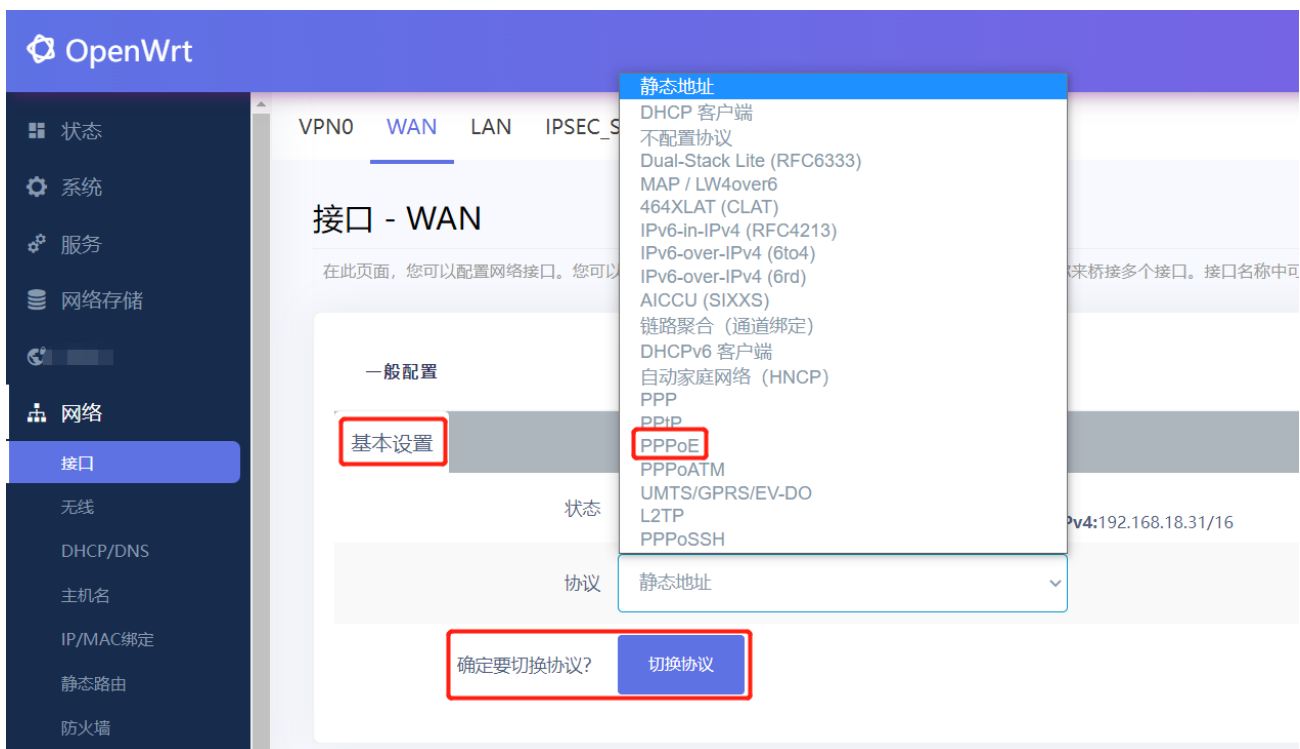 OpenWrt
状态
系统
服务
网络存储
网络
接口
无线
DHCP/DNS
主机名
IP/MAC绑定
静态路由
防火墙
VPN0 WAN LAN IPSEC_S
接口 - WAN
在此页面，您可以配置网络接口。您可以
来桥接多个接口。接口名称中可
一般配置
基本设置
状态
Pv4:192.168.18.31/16
静态地址
DHCP 客户端
不配置协议
Dual-Stack Lite (RFC6333)
MAP / LW4over6
464XLAT (CLAT)
IPv6-in-IPv4 (RFC4213)
IPv6-over-IPv4 (6to4)
IPv6-over-IPv4 (6rd)
AICCU (SIXXS)
链路聚合（通道绑定）
DHCPv6 客户端
自动家庭网络（HNCP）
PPP
PPtP
PPPoE
PPPoATM
UMTS/GPRS/EV-DO
L2TP
PPPoSSH
协议 静态地址
确定要切换协议？ 切换协议